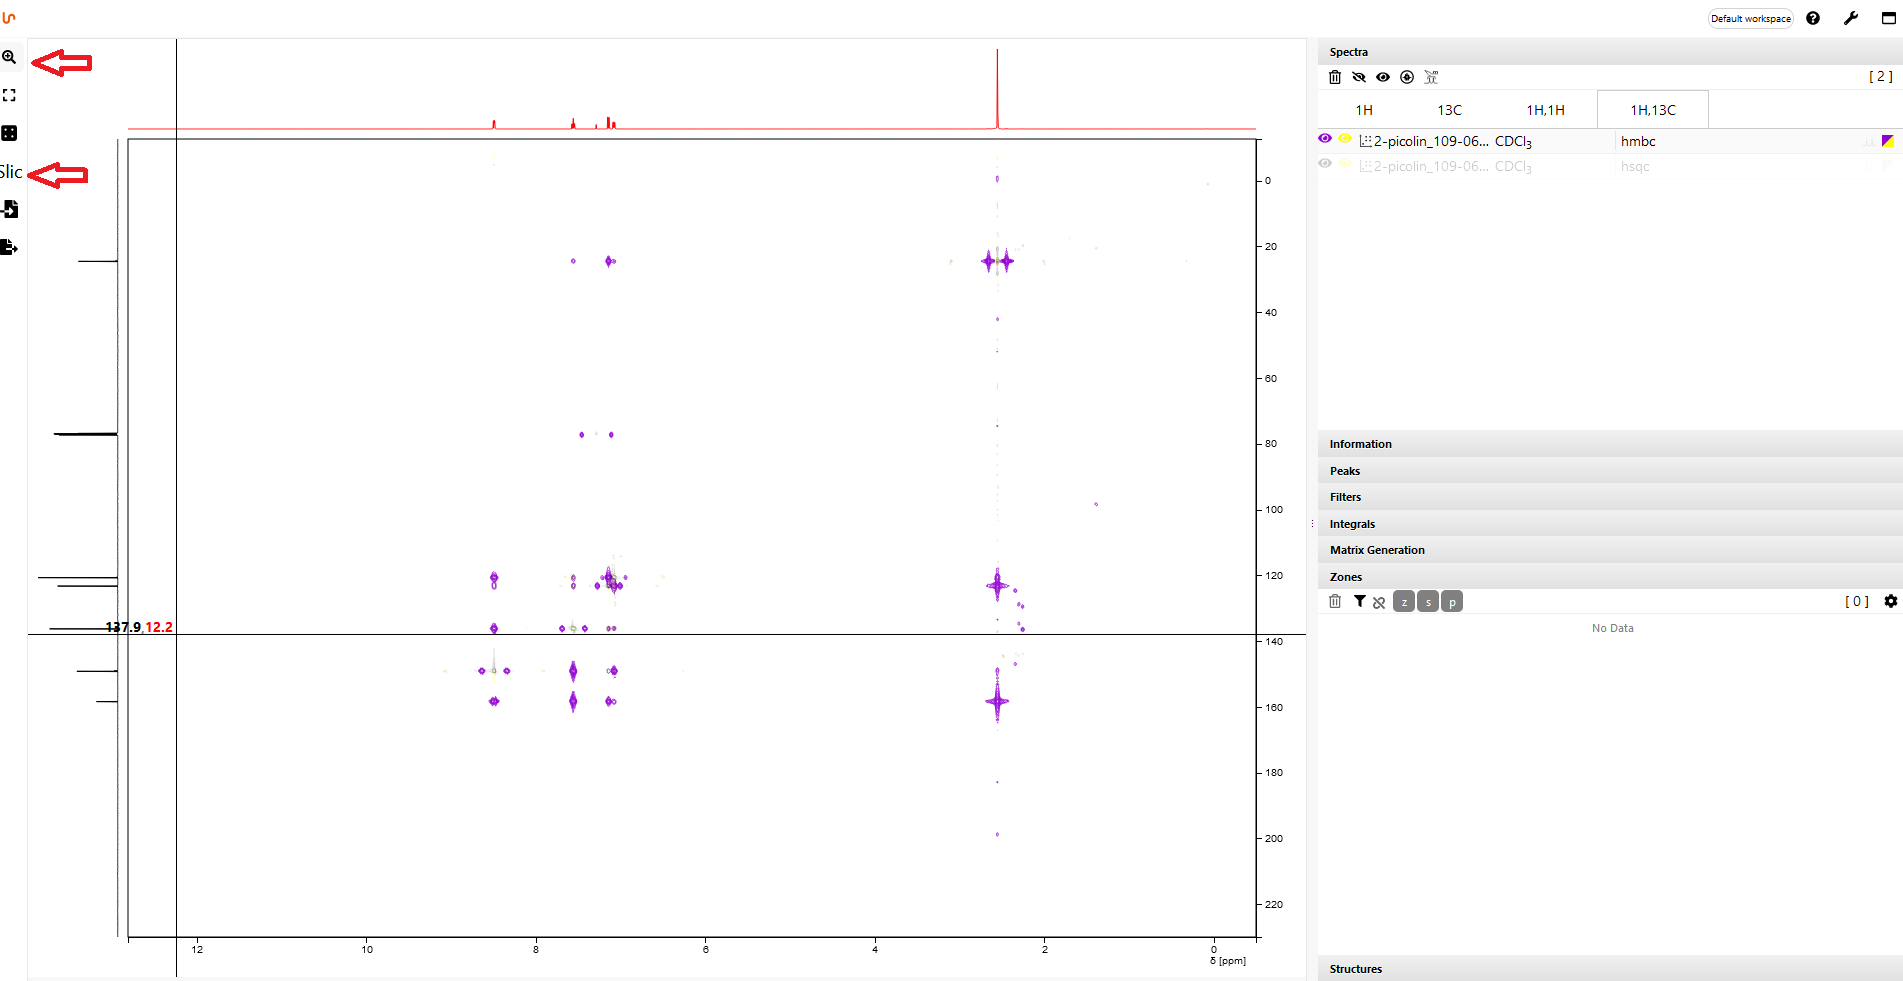 Default workspace
Spectra
[ 2 ]
1H
13C
1H,1H
1H,13C
2-picolin_109-06... CDCl3 hmbc
2-picolin_109-06... CDCl3 hsqc
Slic
137.9,12.2
0
20
40
60
80
100
120
140
160
180
200
220
12
10
8
6
4
2
0
δ [ppm]
Information
Peaks
Filters
Integrals
Matrix Generation
Zones
z s p [ 0 ]
No Data
Structures